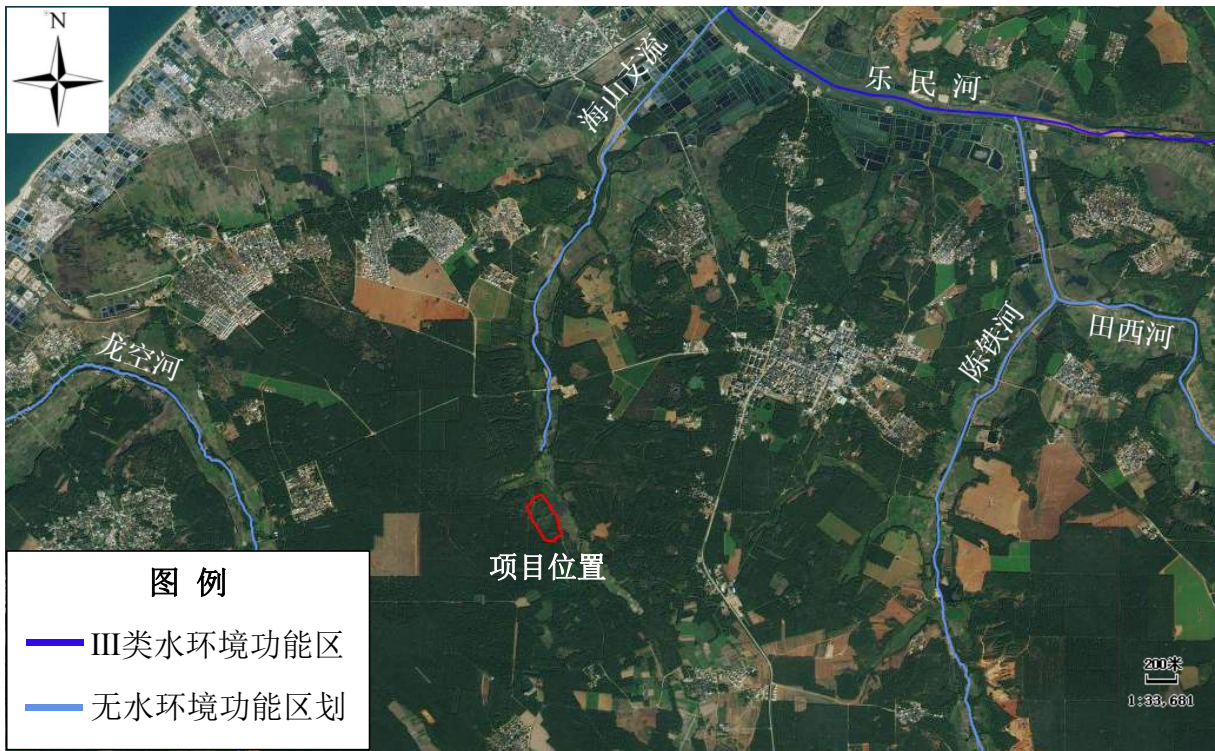 N
海山支流
乐民河
龙空河
陈铁河
田西河
项目位置
图 例
III类水环境功能区
无水环境功能区划
200米
1:33,681